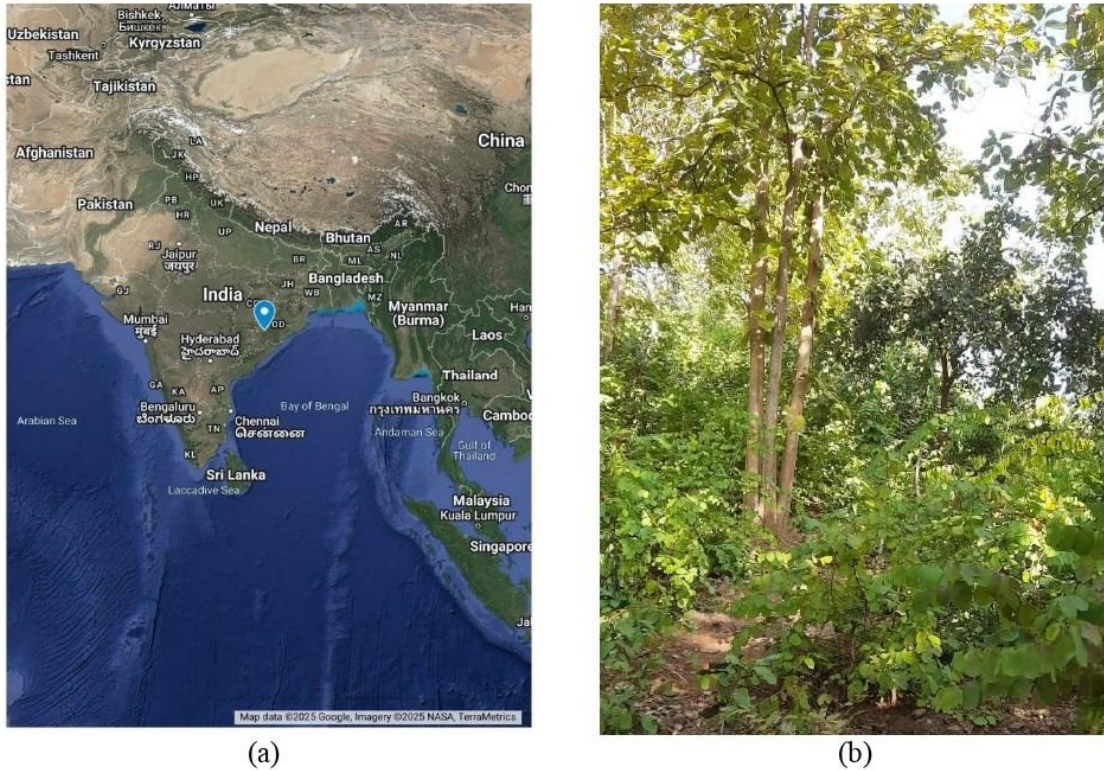 Bishkek
Бишкек
Uzbekistan
Kyrgyzstan
Tashkent
Tajikistan
China
Afghanistan
LA
JK
HP
Pakistan
PB
UK
HR
Nepal
UP
Bhutan
AR
RJ
Jaipur
जयपुर
AS
NL
BR
ML
Bangladesh
GJ
India
JH
WB
MZ
Myanmar
(Burma)
Mumbai
मुंबई
OD
Laos
Hyderabad
హైదరాబాద్
Thailand
GA
KA
AP
Bangkok
กรุงเทพมหานคร
Bengaluru
ಬೆಂಗಳೂರು
Bay of Bengal
Arabian Sea
Chennai
சென்னை
Andaman Sea
Gulf of
Thailand
TN
KL
Sri Lanka
Laccadive Sea
Malaysia
Kuala Lumpur
Singapore
Map data ©2025 Google, Imagery ©2025 NASA, TerraMetrics
(a)
(b)